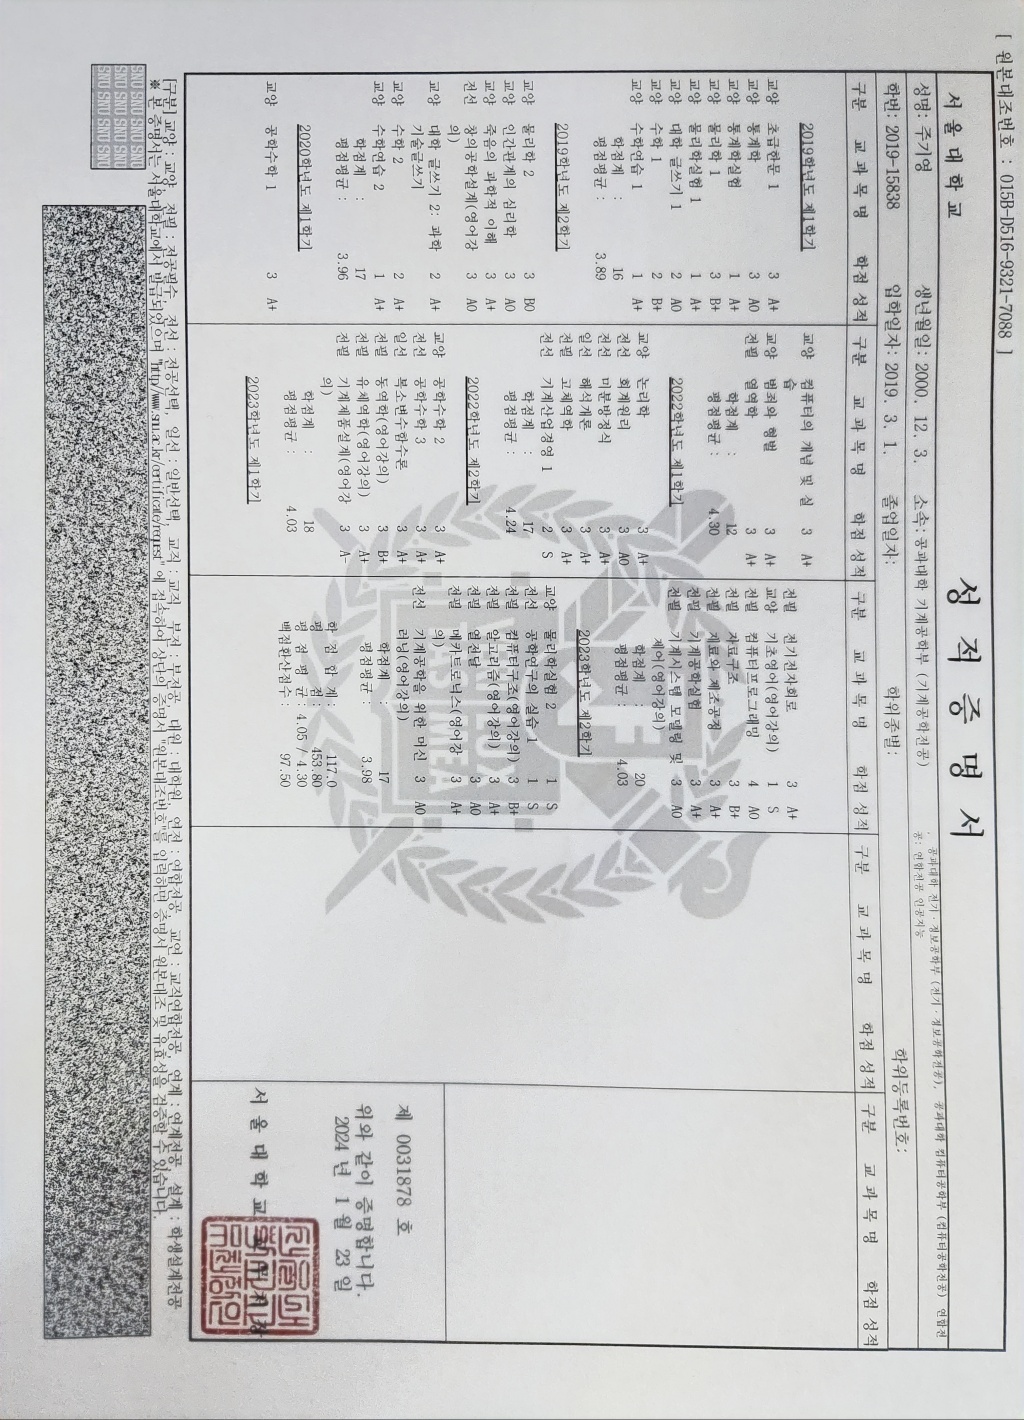 [ 원본대조번호 : 015B-D516-9321-7088 ]
성 적 증 명 서
서울대학교
성명: 주기영 생년월일: 2000. 12. 3. 소속: 공과대학 기계공학부 (기계공학전공) , 공과대학 전기·정보공학부 (전기·정보공학전공), 공과대학 컴퓨터공학부 (컴퓨터공학전공) 연합전
공: 연합전공 인공지능
학번: 2019-15838 입학일자: 2019. 3. 1. 졸업일자: 학위종별: 학위등록번호:
구분 교 과 목 명 학점 성적 구분 교 과 목 명 학점 성적 구분 교 과 목 명 학점 성적 구분 교 과 목 명 학점 성적 구분 교 과 목 명 학점 성적
2019학년도 제1학기
교양 초급한문 1 3 A+
교양 통계학 3 A0
교양 통계학실험 1 A+
교양 물리학 1 3 B+
교양 물리학실험 1 1 A+
교양 대학 글쓰기 1 2 A0
교양 수학 1 2 B+
교양 수학연습 1 1 A+
학점계 : 16
평점평균 : 3.89
2019학년도 제2학기
교양 물리학 2 3 B0
교양 인간관계의 심리학 3 A0
교양 죽음의 과학적 이해 3 A+
전선 창의공학설계(영어강 3 A0
의)
교양 대학 글쓰기 2: 과학 2 A+
기술글쓰기
교양 수학 2 2 A+
교양 수학연습 2 1 A+
학점계 : 17
평점평균 : 3.96
2020학년도 제1학기
교양 공학수학 1 3 A+
교양 컴퓨터의 개념 및 실 3 A+
습
교양 범죄와 형벌 3 A+
전필 열역학 3 A+
학점계 : 12
평점평균 : 4.30
2022학년도 제1학기
교양 논리학 3 A+
전선 회계원리 3 A0
전선 미분방정식 3 A+
일선 해석개론 3 A+
전필 고체역학 3 A+
전선 기계산업경영 1 2 S
학점계 : 17
평점평균 : 4.24
2022학년도 제2학기
교양 공학수학 2 3 A+
전선 공학수학 3 3 A+
일선 복소변수함수론 3 A+
전필 동역학(영어강의) 3 B+
전필 유체역학(영어강의) 3 A+
전필 기계제품설계(영어강 3 A-
의)
학점계 : 18
평점평균 : 4.03
2023학년도 제1학기
전필 전기전자회로 3 A+
교양 기초영어(영어강의) 1 S
전필 컴퓨터프로그래밍 4 A0
전필 자료구조 3 B+
전필 재료와 제조공정 3 A+
전필 기계공학실험 3 A+
전필 기계시스템 모델링 및 3 A0
제어(영어강의)
학점계 : 20
평점평균 : 4.03
2023학년도 제2학기
교양 물리학실험 2 1 S
전선 공학연구의 실습 1 1 S
전필 컴퓨터구조(영어강의) 3 B+
전필 알고리즘(영어강의) 3 A+
전필 열전달 3 A0
전필 메카트로닉스(영어강 3 A+
의)
전선 기계공학을 위한 머신 3 A0
러닝(영어강의)
학점계 : 17
평점평균 : 3.98
학 점 합 계 : 117.0
평 점 : 453.80
평 점 평 균 : 4.05 / 4.30
백점환산점수 : 97.50
제 0031878 호
위와 같이 증명합니다.
2024 년 1 월 23 일
서 울 대 학 교 교 무 처 장
[구분] 교양 : 교양, 전필 : 전공필수, 전선 : 전공선택, 일선 : 일반선택, 교직 : 교직, 부전 : 부전공, 대원 : 대학원, 연전 : 연합전공, 교연 : 교직연합전공, 연계 : 연계전공, 설계 : 학생설계전공
※ 본 증명서는 서울대학교에서 발급되었으며 "http://www.snu.ac.kr/certificate/request" 에 접속하여 상단의 증명서 "원본대조번호"를 입력하면 증명서 원본대조 및 유효성을 검증할 수 있습니다.
SNU SNU SNU SNU
SNU SNU SNU SNU
SNU SNU SNU SNU